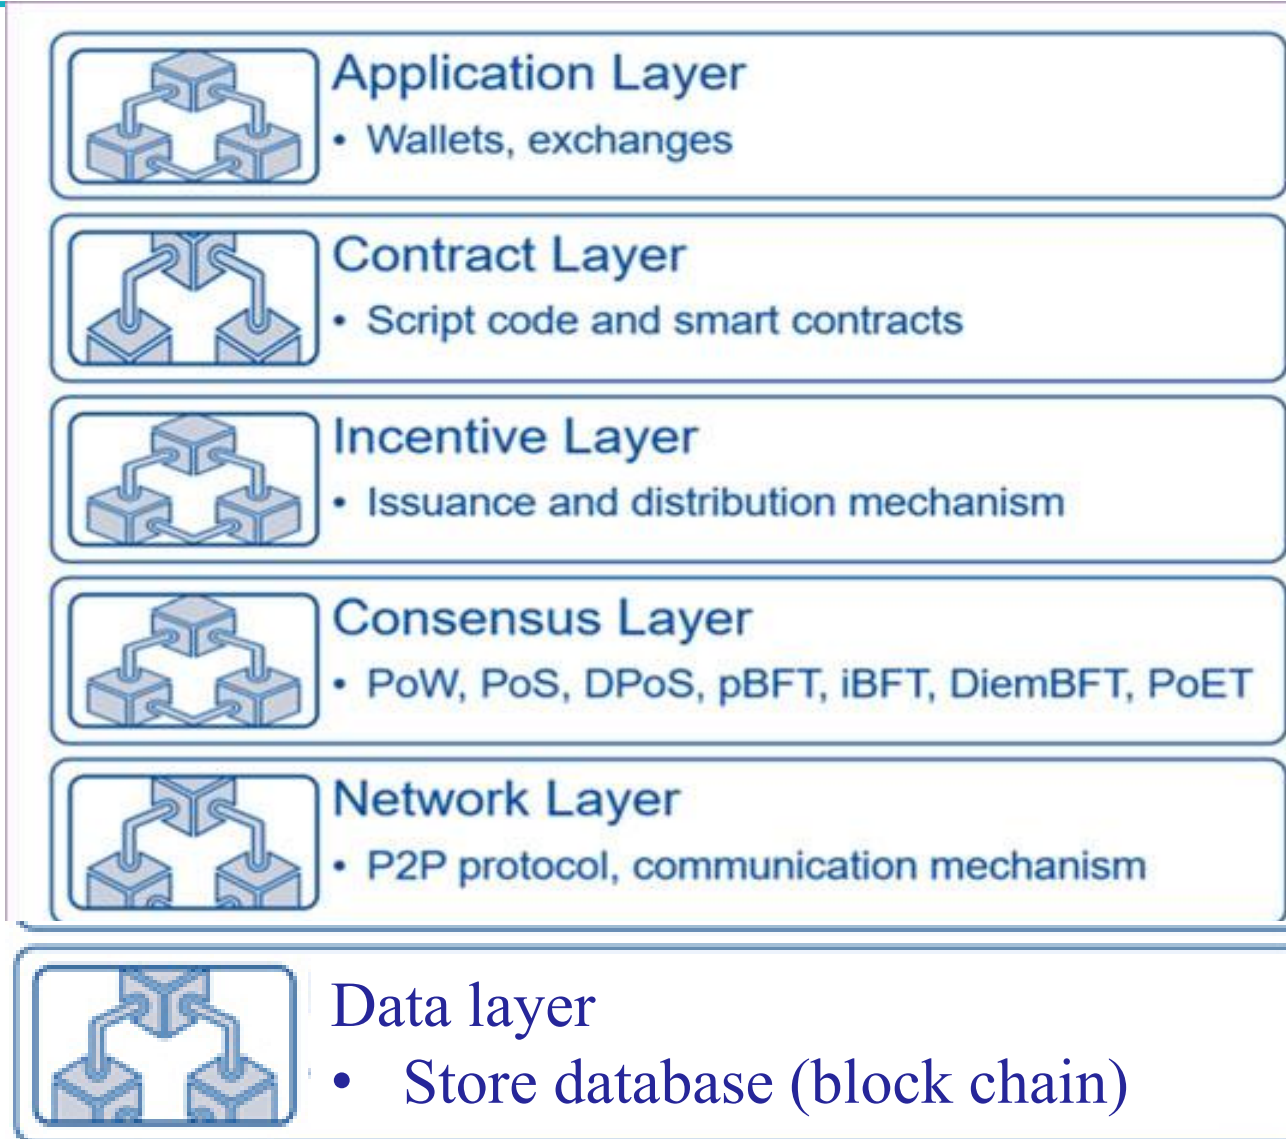 Application Layer
• Wallets, exchanges
Contract Layer
• Script code and smart contracts
Incentive Layer
• Issuance and distribution mechanism
Consensus Layer
• PoW, PoS, DPoS, pBFT, iBFT, DiemBFT, PoET
Network Layer
• P2P protocol, communication mechanism
Data layer
• Store database (block chain)